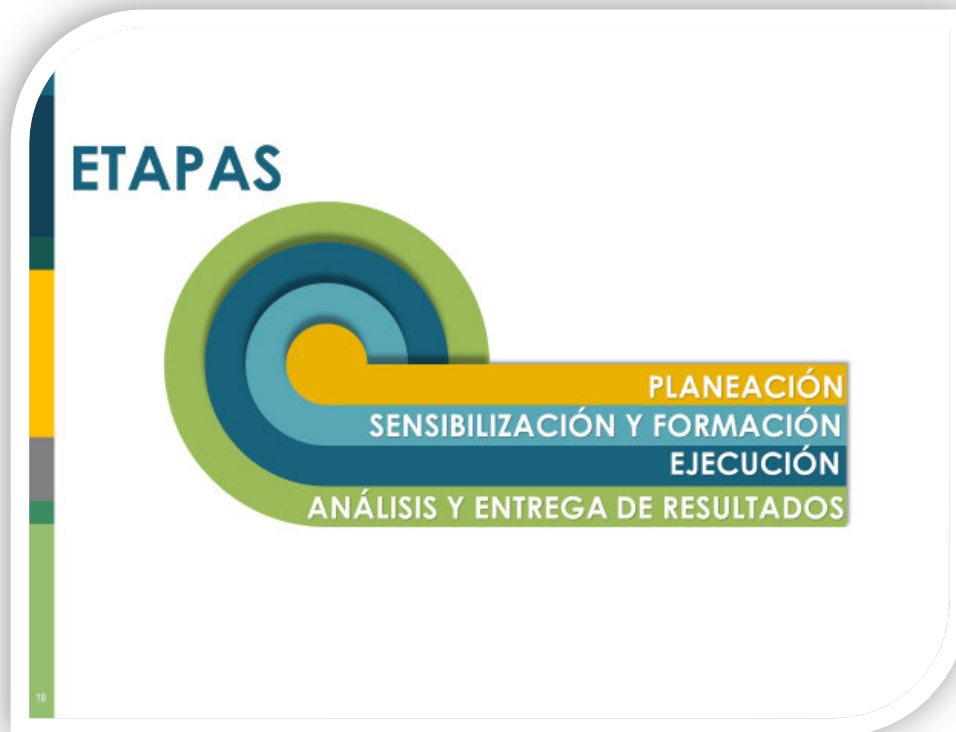 ETAPAS
PLANEACIÓN
SENSIBILIZACIÓN Y FORMACIÓN
EJECUCIÓN
ANÁLISIS Y ENTREGA DE RESULTADOS